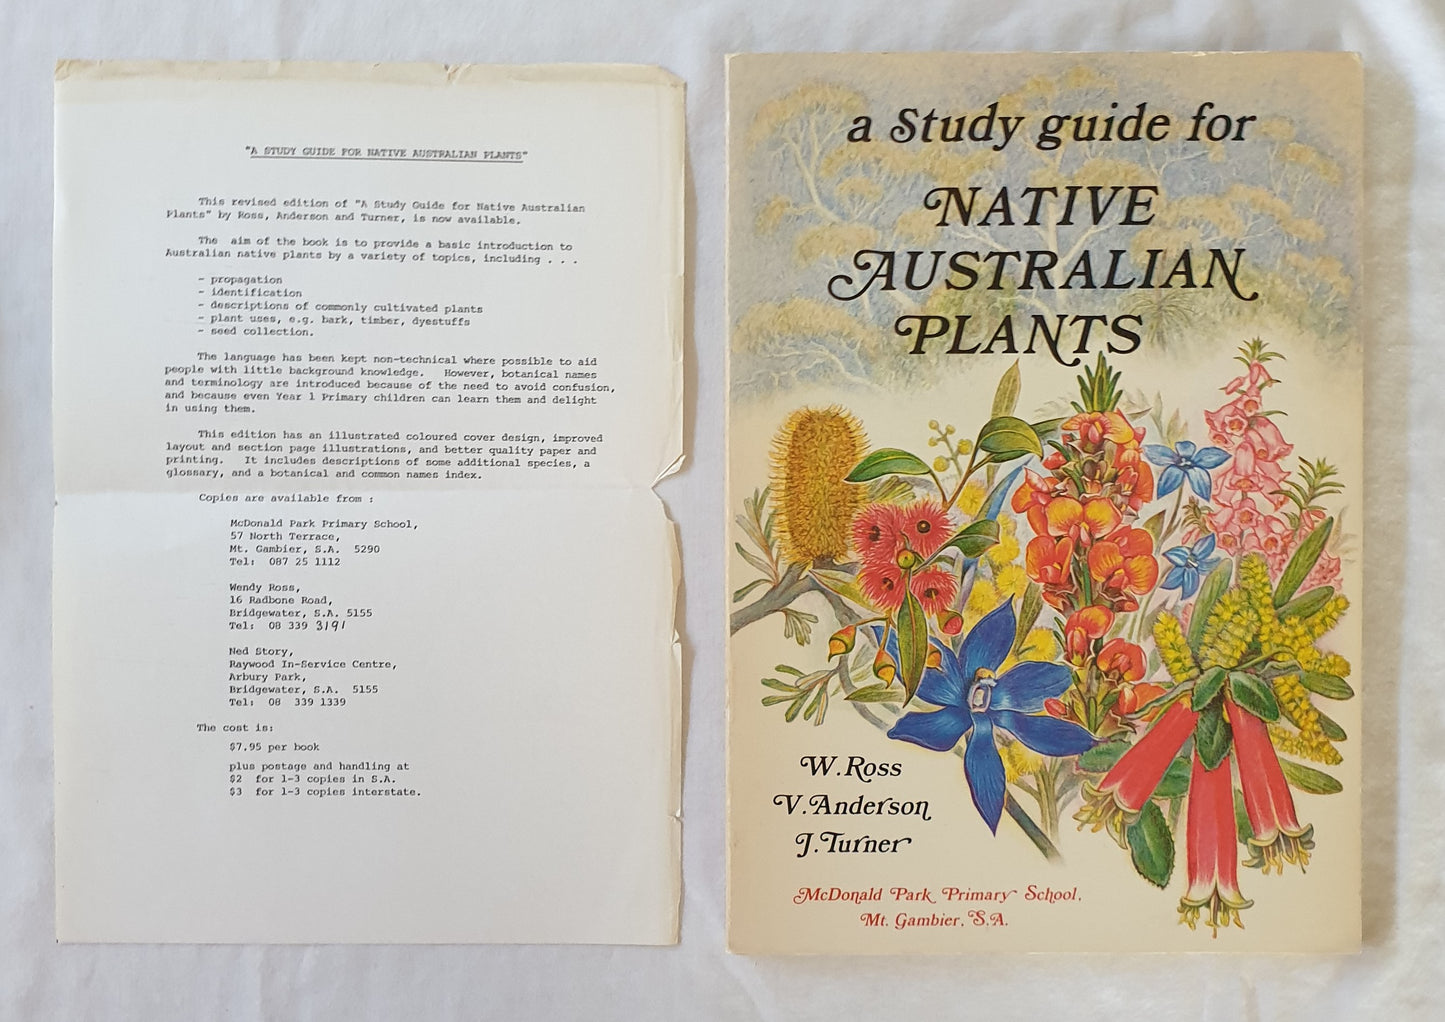 "A STUDY GUIDE FOR NATIVE AUSTRALIAN PLANTS"
This revised edition of "A Study Guide for Native Australian
Plants" by Ross, Anderson and Turner, is now available.
The aim of the book is to provide a basic introduction to
Australian native plants by a variety of topics, including . . .
- propagation
- identification
- descriptions of commonly cultivated plants
- plant uses, e.g. bark, timber, dyestuffs
- seed collection.
The language has been kept non-technical where possible to aid
people with little background knowledge. However, botanical names
and terminology are introduced because of the need to avoid confusion,
and because even Year 1 Primary children can learn them and delight
in using them.
This edition has an illustrated coloured cover design, improved
layout and section page illustrations, and better quality paper and
printing. It includes descriptions of some additional species, a
glossary, and a botanical and common names index.
Copies are available from :
McDonald Park Primary School,
57 North Terrace,
Mt. Gambier, S.A. 5290
Tel: 087 25 1112
Wendy Ross,
16 Radbone Road,
Bridgewater, S.A. 5155
Tel: 08 339 3191
Ned Story,
Raywood In-Service Centre,
Arbury Park,
Bridgewater, S.A. 5155
Tel: 08 339 1339
The cost is:
$7.95 per book
plus postage and handling at
$2 for 1-3 copies in S.A.
$3 for 1-3 copies interstate.
a Study guide for
NATIVE
AUSTRALIAN
PLANTS
W. Ross
V. Anderson
J. Turner
McDonald Park Primary School,
Mt. Gambier, S.A.